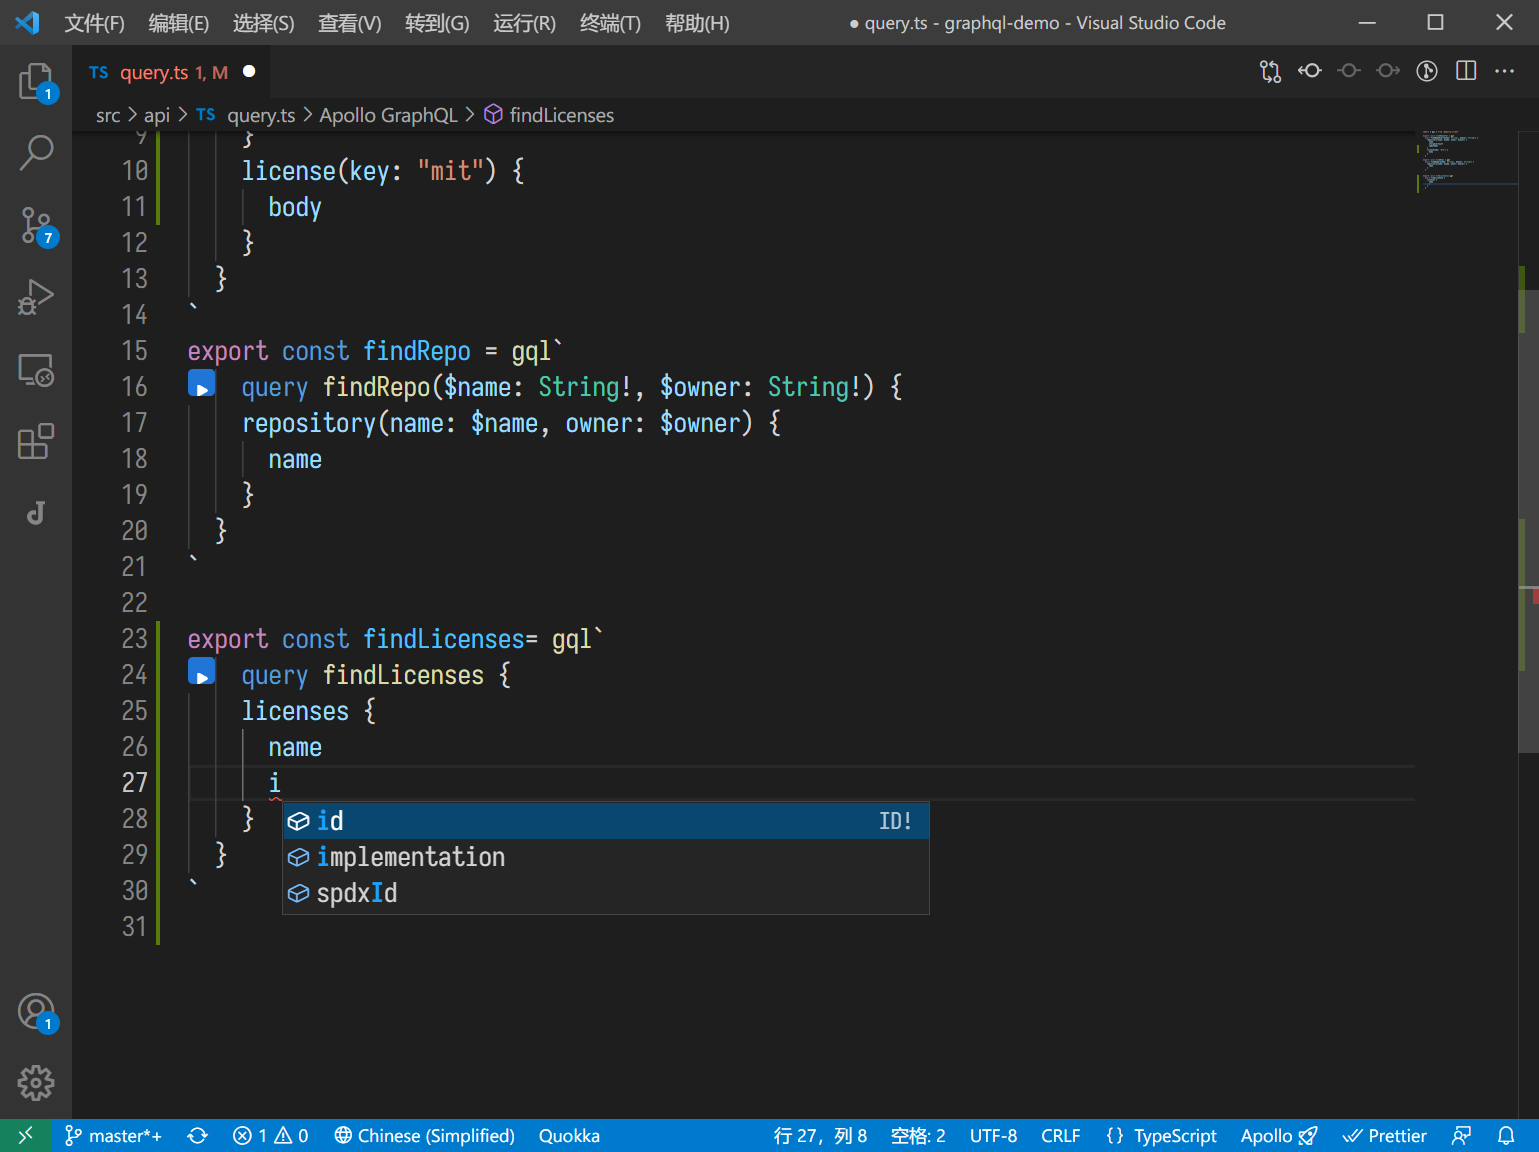 文件(F) 编辑(E) 选择(S) 查看(V) 转到(G) 运行(R) 终端(T) 帮助(H) ● query.ts - graphql-demo - Visual Studio Code
TS query.ts 1, M
src > api > TS query.ts > Apollo GraphQL > findLicenses
1
7
1
9 }
10 license(key: "mit") {
11 body
12 }
13 }
14 `
15 export const findRepo = gql`
16 query findRepo($name: String!, $owner: String!) {
17 repository(name: $name, owner: $owner) {
18 name
19 }
20 }
21 `
22
23 export const findLicenses= gql`
24 query findLicenses {
25 licenses {
26 name
27 i
28 }
29 }
30 `
31
id ID!
implementation
spdxId
master*+ 1 0 Chinese (Simplified) Quokka 行 27，列 8 空格: 2 UTF-8 CRLF {} TypeScript Apollo Prettier